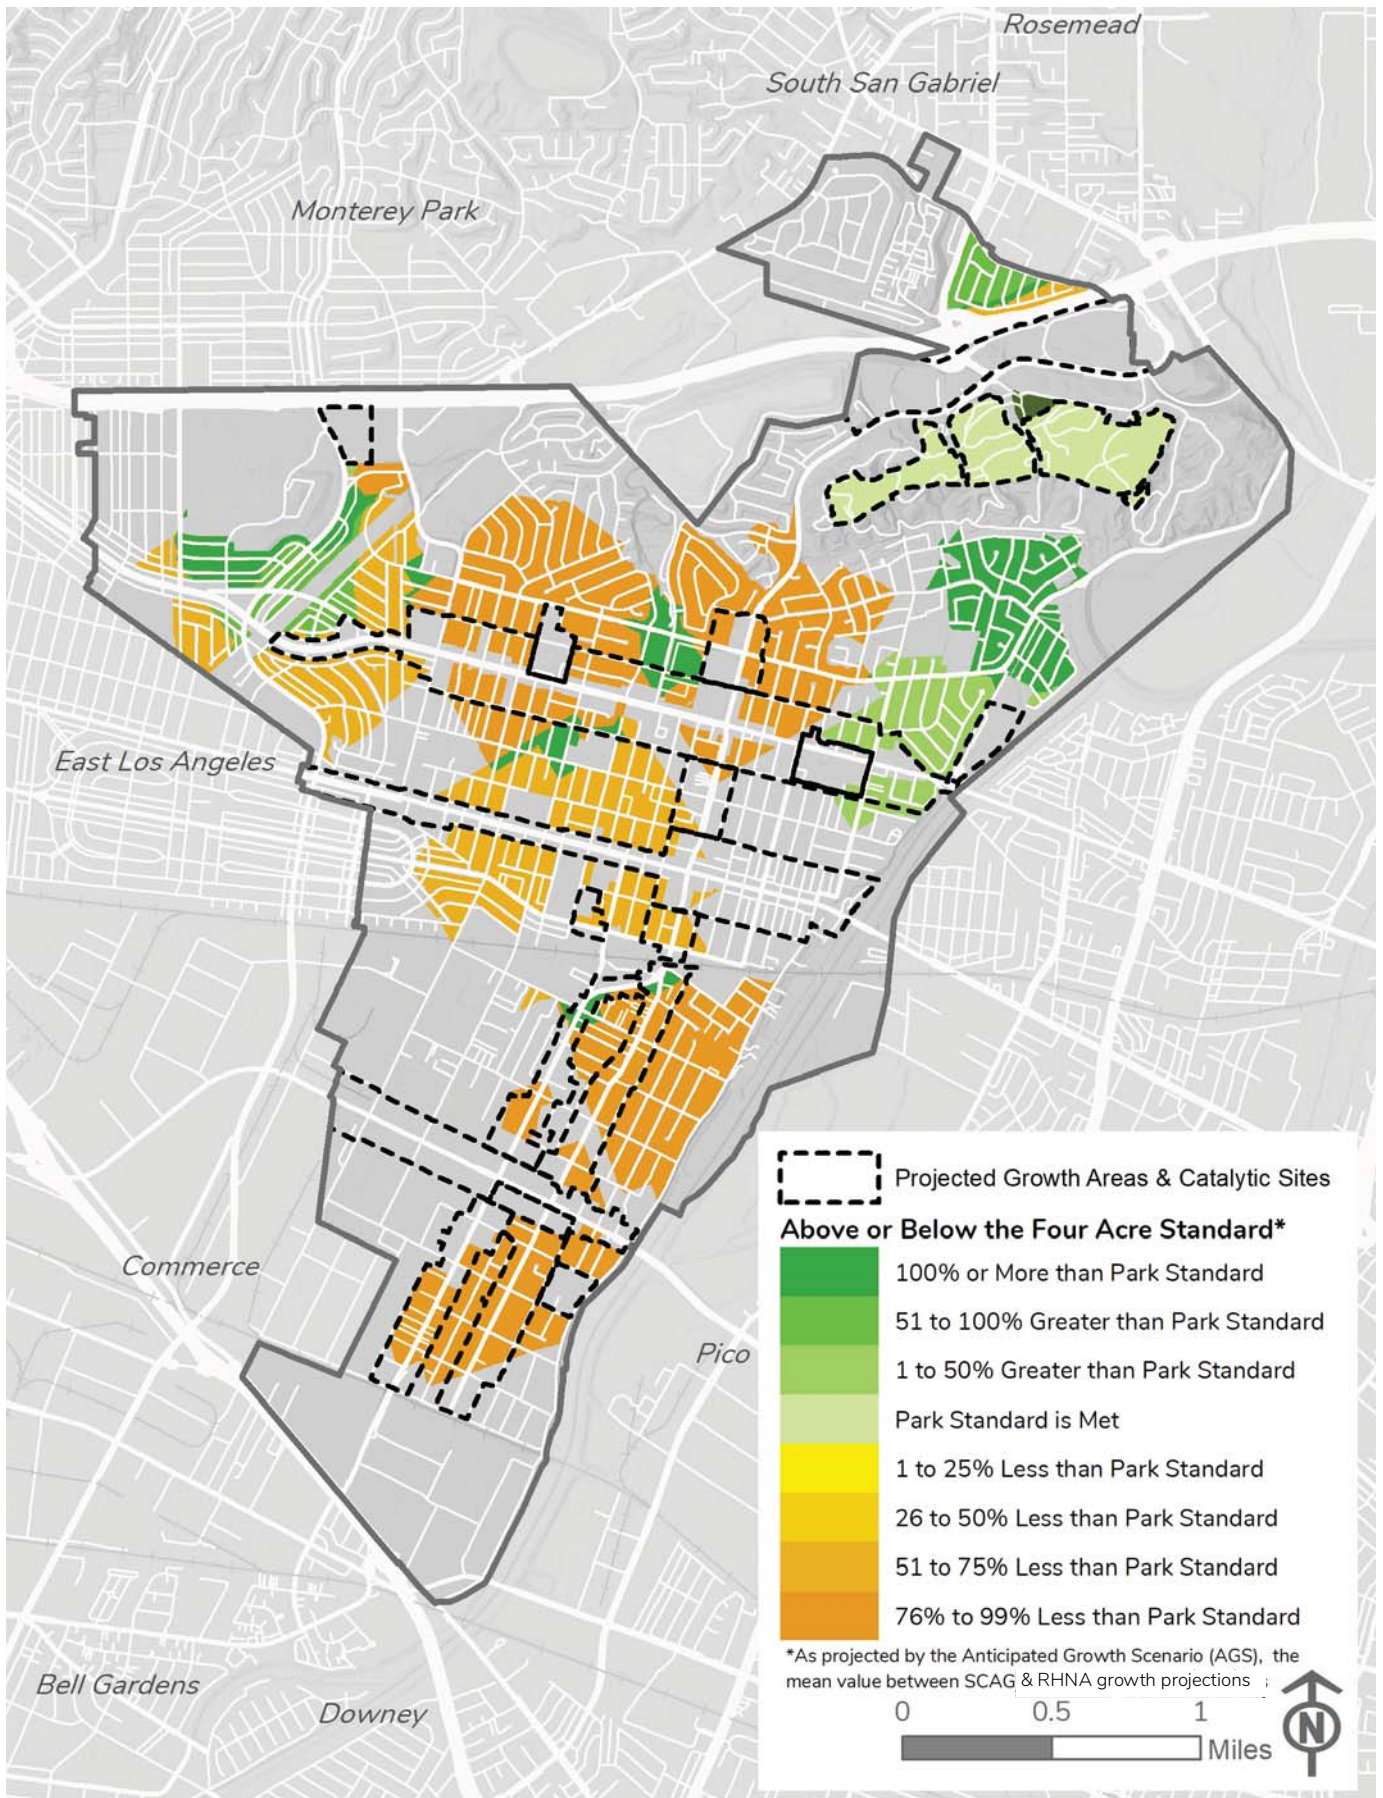 Rosemead
South San Gabriel
Monterey Park
East Los Angeles
Commerce
Pico
Bell Gardens
Downey
Projected Growth Areas & Catalytic Sites
Above or Below the Four Acre Standard*
100% or More than Park Standard
51 to 100% Greater than Park Standard
1 to 50% Greater than Park Standard
Park Standard is Met
1 to 25% Less than Park Standard
26 to 50% Less than Park Standard
51 to 75% Less than Park Standard
76% to 99% Less than Park Standard
*As projected by the Anticipated Growth Scenario (AGS), the
mean value between SCAG & RHNA growth projections
0 0.5 1
Miles
N